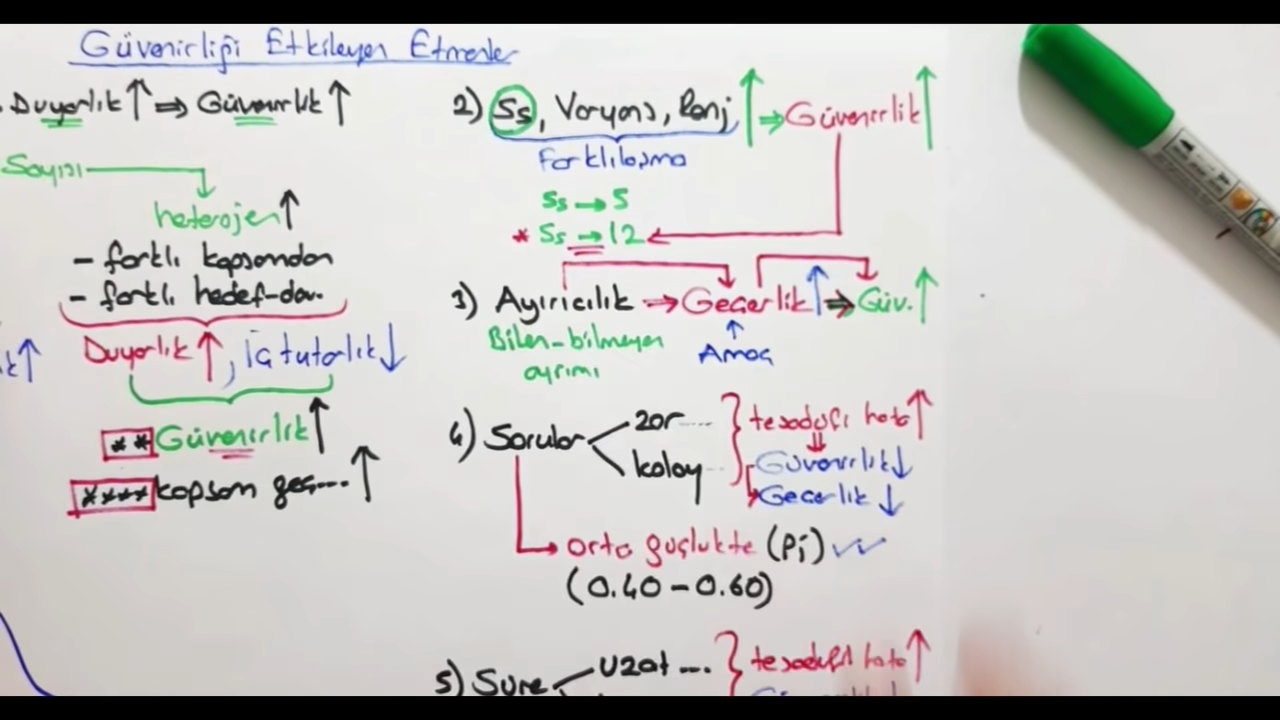 Güvenirliği Etkileyen Etmenler
Duyarlık ↑ ⇒ Güvenirlik ↑
Sayısı
heterojen ↑
- farklı kapsamdan
- farklı hedef-dav.
Duyarlık ↑, iç tutarlık ↓
** Güvenirlik ↑
**** kapsam geç.... ↑
2) Ss, Varyans, Ranj ↑ ⇒ Güvenirlik ↑
Farklılaşma
Ss → 5
* Ss → 12
3) Ayırıcılık → Geçerlik ↑ ⇒ Güv. ↑
Bilen-bilmeyen
ayrımı
Amaç
4) Sorular
zor ....
kolay ...
tesadüfi hata ↑
⇓
Güvenirlik ↓
Geçerlik ↓
orta güçlükte (Pj) ✓✓
(0.40 - 0.60)
5) Süre
uzat ...
tesadüfi hata ↑